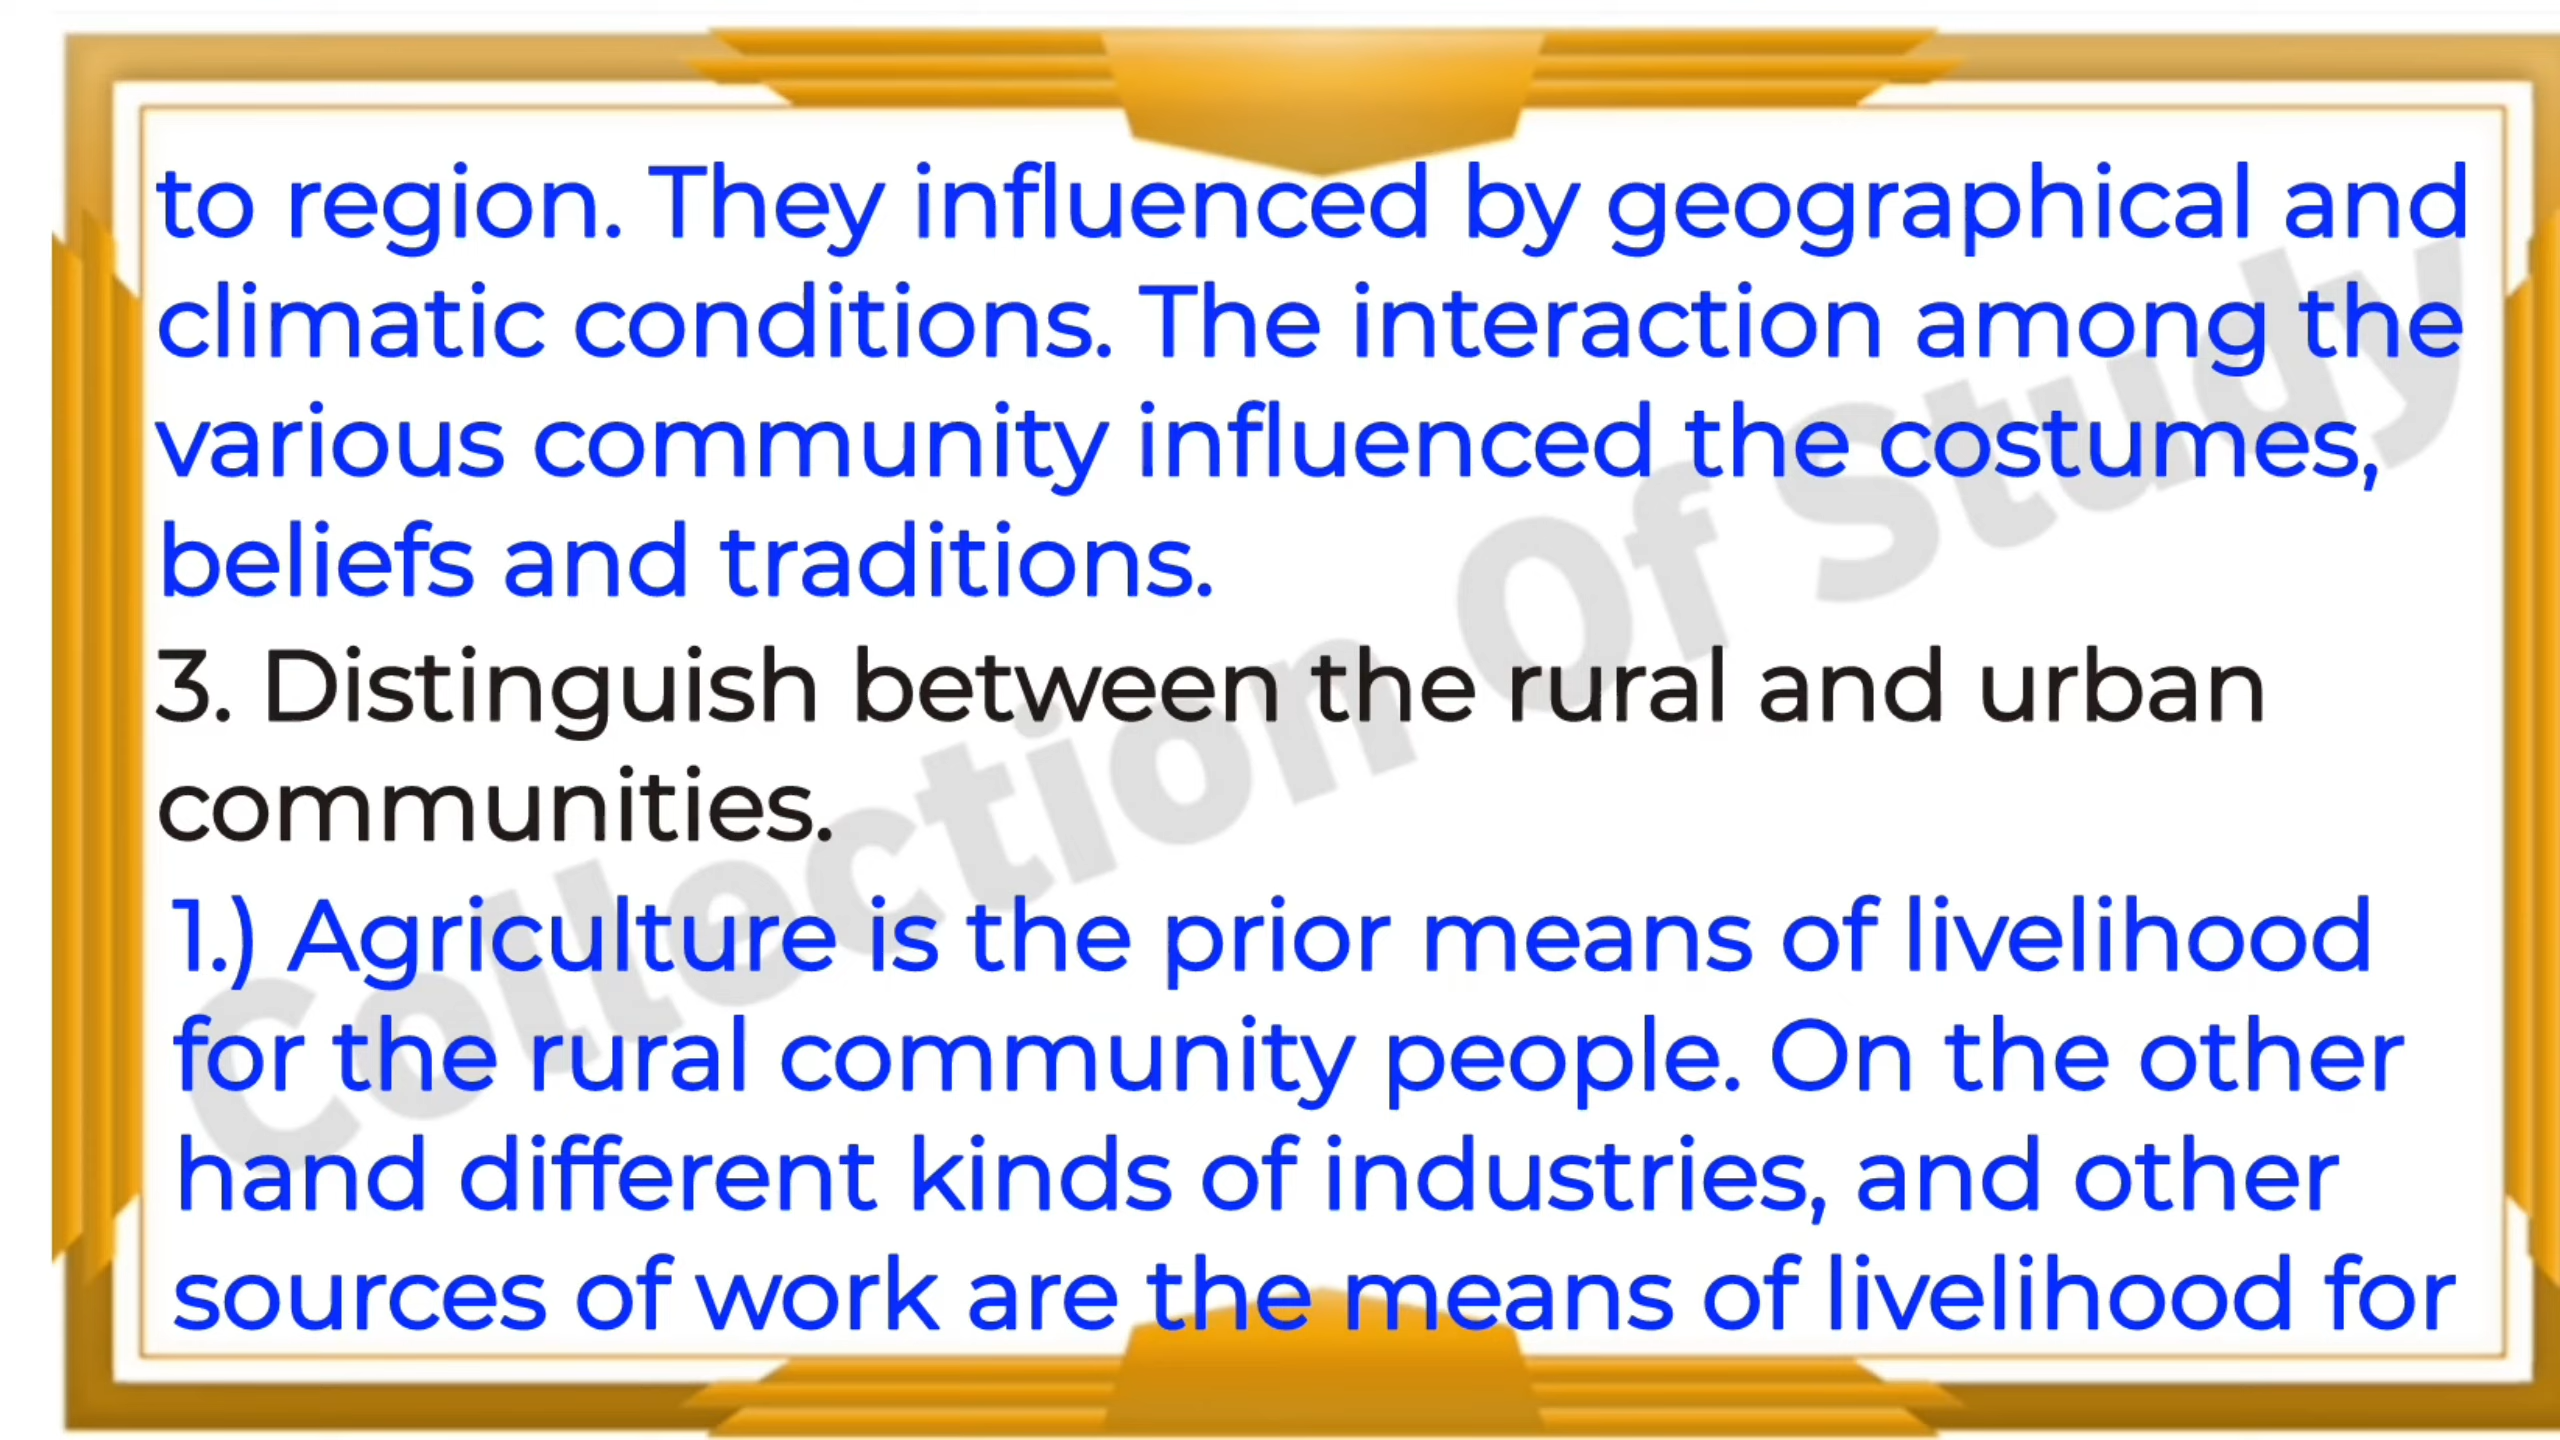 to region. They influenced by geographical and
climatic conditions. The interaction among the
various community influenced the costumes,
beliefs and traditions.
3. Distinguish between the rural and urban
communities.
1.) Agriculture is the prior means of livelihood
for the rural community people. On the other
hand different kinds of industries, and other
sources of work are the means of livelihood for
Collection Of Study